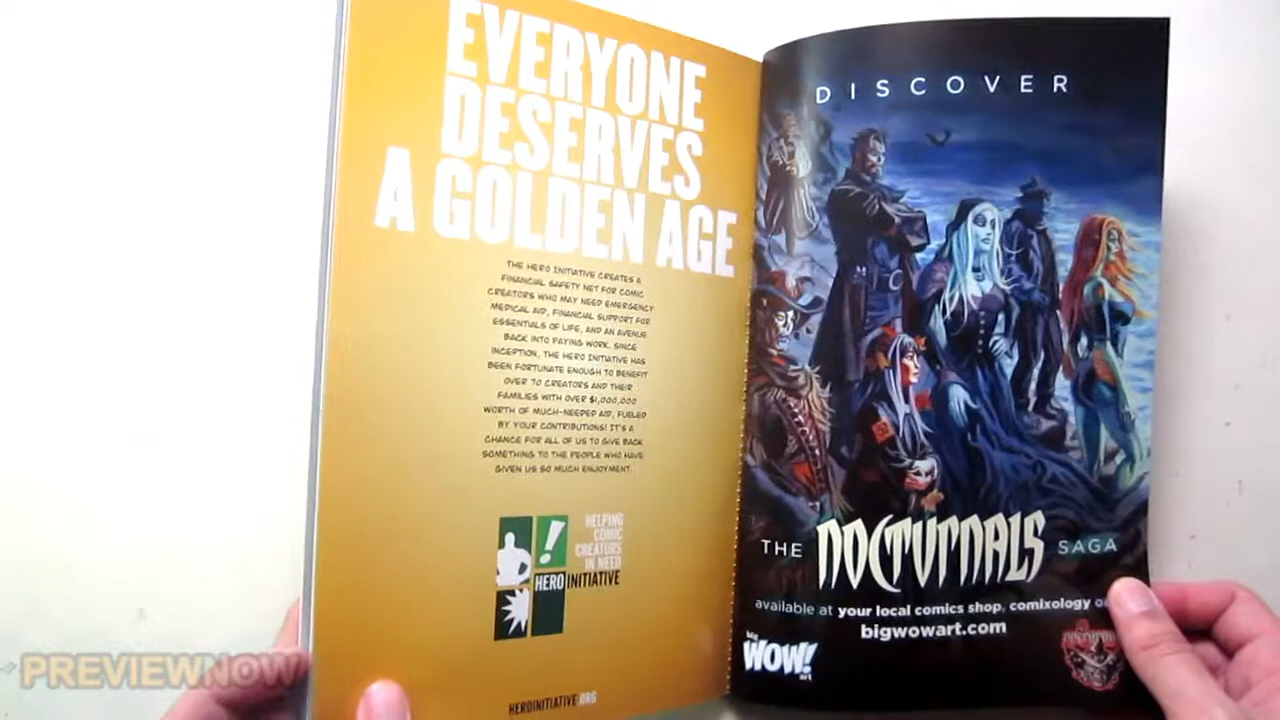 EVERYONE
DESERVES
A GOLDEN AGE
THE HERO INITIATIVE CREATES A
FINANCIAL SAFETY NET FOR COMIC
CREATORS WHO MAY NEED EMERGENCY
MEDICAL AID, FINANCIAL SUPPORT FOR
ESSENTIALS OF LIFE, AND AN AVENUE
BACK INTO PAYING WORK. SINCE
INCEPTION, THE HERO INITIATIVE HAS
BEEN FORTUNATE ENOUGH TO BENEFIT
OVER 70 CREATORS AND THEIR
FAMILIES WITH OVER $1,000,000
WORTH OF MUCH-NEEDED AID, FUELED
BY YOUR CONTRIBUTIONS! IT'S A
CHANCE FOR ALL OF US TO GIVE BACK
SOMETHING TO THE PEOPLE WHO HAVE
GIVEN US SO MUCH ENJOYMENT.
HELPING
COMIC
CREATORS
IN NEED
HERO INITIATIVE
HEROINITIATIVE.ORG
DISCOVER
THE NOCTURNALS SAGA
available at your local comics shop, comixology
bigwowart.com
big
WOW!
art
PREVIEWNOW